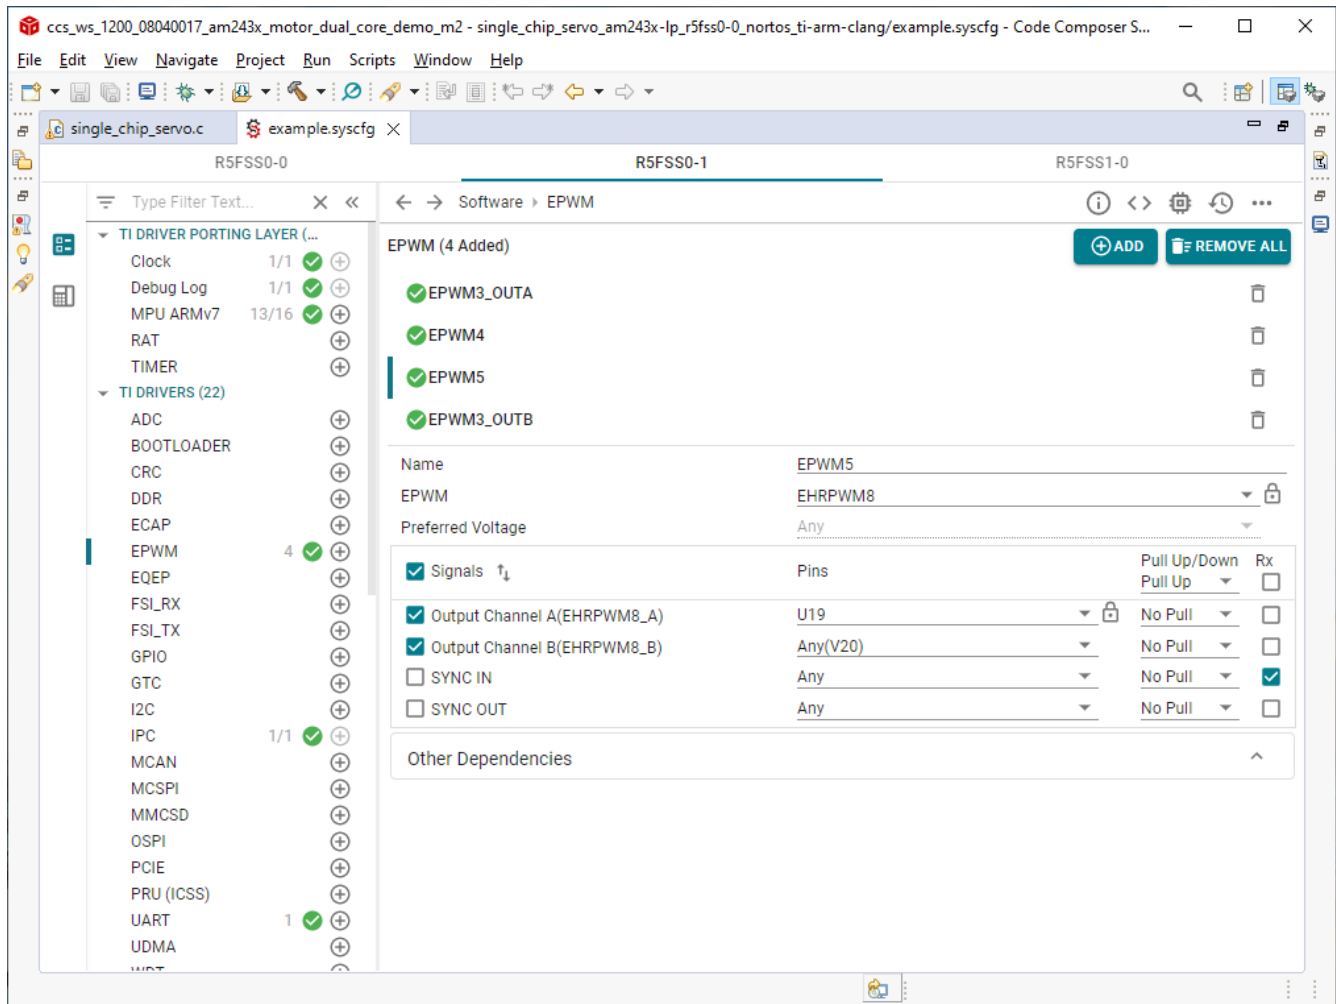 ccs_ws_1200_08040017_am243x_motor_dual_core_demo_m2 - single_chip_servo_am243x-lp_r5fss0-0_nortos_ti-arm-clang/example.syscfg - Code Composer S...
File Edit View Navigate Project Run Scripts Window Help
single_chip_servo.c example.syscfg
R5FSS0-0 R5FSS0-1 R5FSS1-0
Type Filter Text...
TI DRIVER PORTING LAYER (...
Clock 1/1
Debug Log 1/1
MPU ARMv7 13/16
RAT
TIMER
TI DRIVERS (22)
ADC
BOOTLOADER
CRC
DDR
ECAP
EPWM 4
EQEP
FSI_RX
FSI_TX
GPIO
GTC
I2C
IPC 1/1
MCAN
MCSPI
MMCSD
OSPI
PCIE
PRU (ICSS)
UART 1
UDMA
Software EPWM
EPWM (4 Added) ADD REMOVE ALL
EPWM3_OUTA
EPWM4
EPWM5
EPWM3_OUTB
Name EPWM5
EPWM EHRPWM8
Preferred Voltage Any
Signals Pins Pull Up/Down Rx
Pull Up
Output Channel A(EHRPWM8_A) U19 No Pull
Output Channel B(EHRPWM8_B) Any(V20) No Pull
SYNC IN Any No Pull
SYNC OUT Any No Pull
Other Dependencies